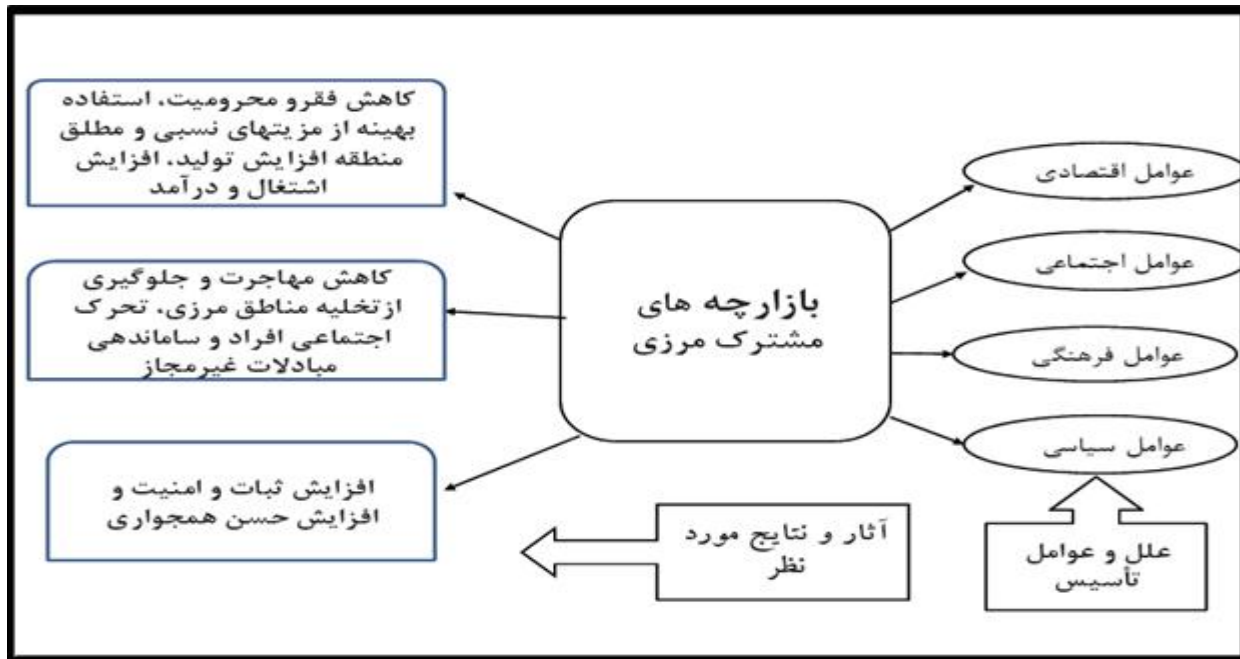 عوامل اقتصادی
عوامل اجتماعی
عوامل فرهنگی
عوامل سیاسی
علل و عوامل
تأسیس
بازارچه های
مشترک مرزی
کاهش فقرو محرومیت، استفاده
بهینه از مزیتهای نسبی و مطلق
منطقه افزایش تولید، افزایش
اشتغال و درآمد
کاهش مهاجرت و جلوگیری
ازتخلیه مناطق مرزی، تحرک
اجتماعی افراد و ساماندهی
مبادلات غیرمجاز
افزایش ثبات و امنیت و
افزایش حسن همجواری
آثار و نتایج مورد
نظر